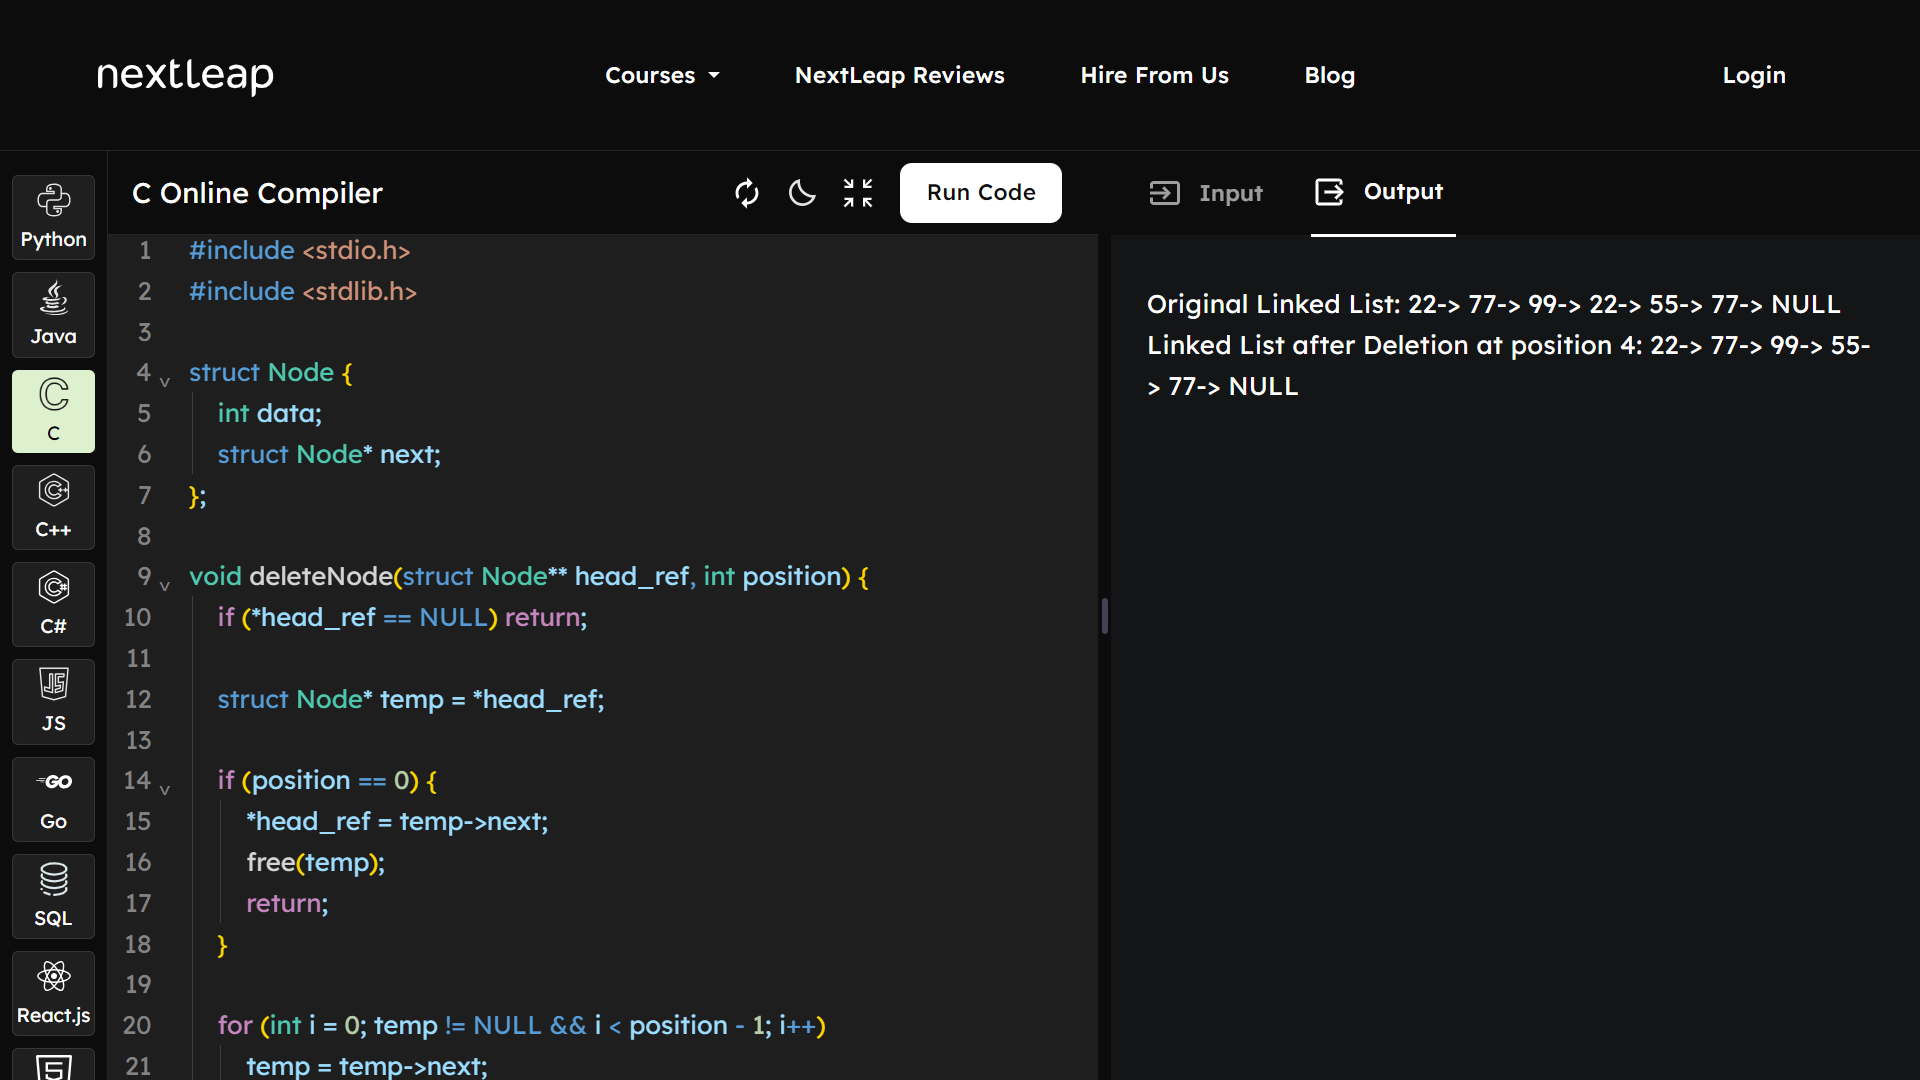 nextleap
Courses
NextLeap Reviews
Hire From Us
Blog
Login
Python
Java
C
C++
C#
JS
Go
SQL
React.js
C Online Compiler
Run Code
Input
Output
1 #include <stdio.h>
2 #include <stdlib.h>
3
4 struct Node {
5 int data;
6 struct Node* next;
7 };
8
9 void deleteNode(struct Node** head_ref, int position) {
10 if (*head_ref == NULL) return;
11
12 struct Node* temp = *head_ref;
13
14 if (position == 0) {
15 *head_ref = temp->next;
16 free(temp);
17 return;
18 }
19
20 for (int i = 0; temp != NULL && i < position - 1; i++)
21 temp = temp->next;
Original Linked List: 22-> 77-> 99-> 22-> 55-> 77-> NULL
Linked List after Deletion at position 4: 22-> 77-> 99-> 55-
> 77-> NULL